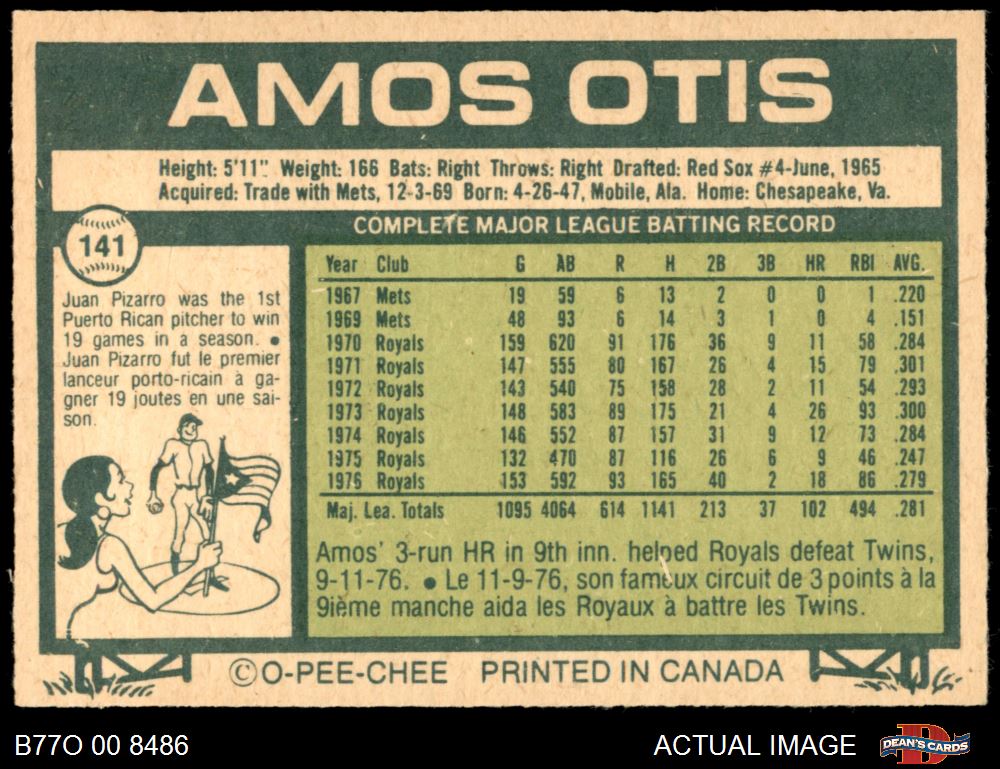 AMOS OTIS
Height: 5'11" Weight: 166 Bats: Right Throws: Right Drafted: Red Sox #4-June, 1965
Acquired: Trade with Mets, 12-3-69 Born: 4-26-47, Mobile, Ala. Home: Chesapeake, Va.
141
Juan Pizarro was the 1st
Puerto Rican pitcher to win
19 games in a season. ●
Juan Pizarro fut le premier
lanceur porto-ricain à ga-
gner 19 joutes en une sai-
son.
COMPLETE MAJOR LEAGUE BATTING RECORD
Year Club G AB R H 2B 3B HR RBI AVG.
1967 Mets 19 59 6 13 2 0 0 1 .220
1969 Mets 48 93 6 14 3 1 0 4 .151
1970 Royals 159 620 91 176 36 9 11 58 .284
1971 Royals 147 555 80 167 26 4 15 79 .301
1972 Royals 143 540 75 158 28 2 11 54 .293
1973 Royals 148 583 89 175 21 4 26 93 .300
1974 Royals 146 552 87 157 31 9 12 73 .284
1975 Royals 132 470 87 116 26 6 9 46 .247
1976 Royals 153 592 93 165 40 2 18 86 .279
Maj. Lea. Totals 1095 4064 614 1141 213 37 102 494 .281
Amos' 3-run HR in 9th inn. helped Royals defeat Twins,
9-11-76. ● Le 11-9-76, son fameux circuit de 3 points à la
9ième manche aida les Royaux à battre les Twins.
©O-PEE-CHEE PRINTED IN CANADA
B77O 00 8486
ACTUAL IMAGE
DEAN'S CARDS